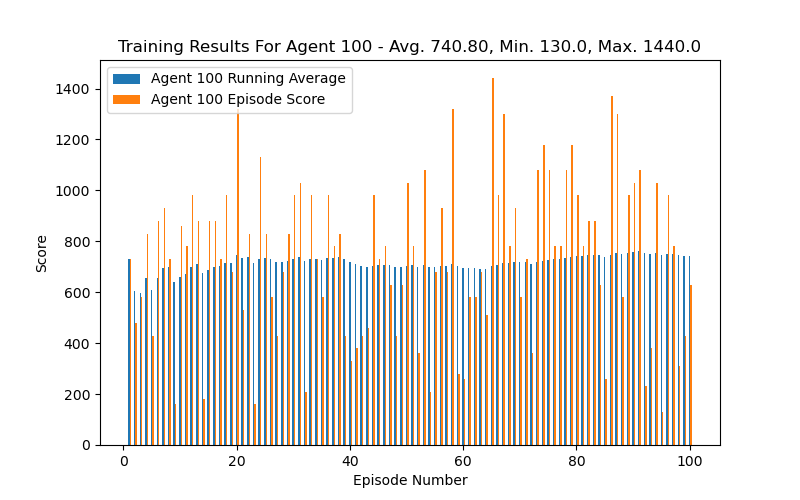 Training Results For Agent 100 - Avg. 740.80, Min. 130.0, Max. 1440.0
Agent 100 Running Average
Agent 100 Episode Score
1400
1200
1000
800
600
400
200
0
Score
0 20 40 60 80 100
Episode Number